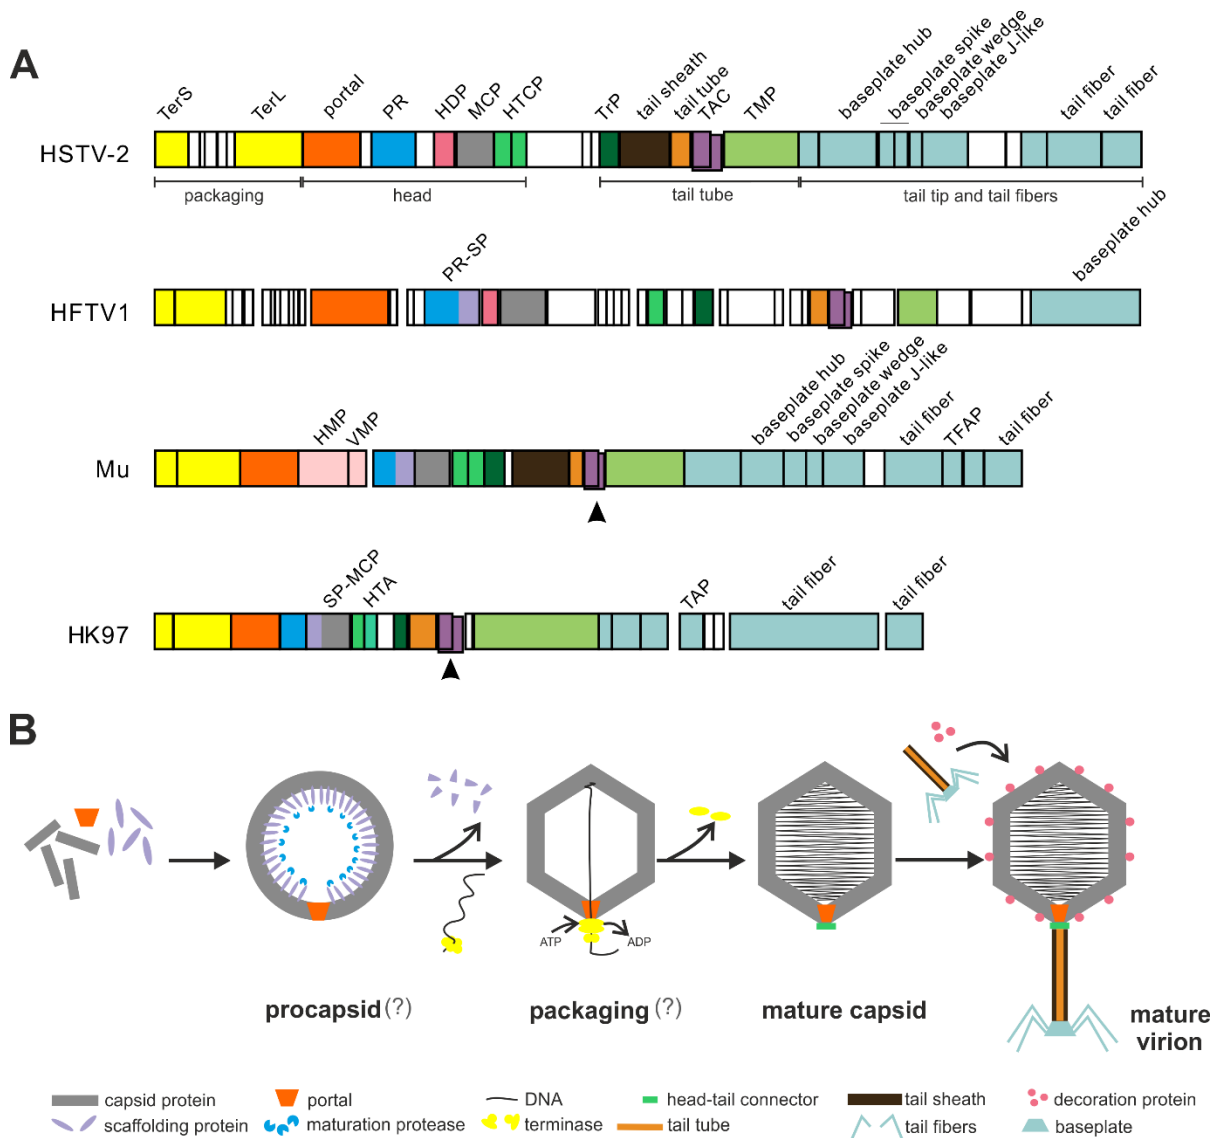 A
TerS TerL portal PR HDP MCP HTCP TrP tail sheath tail tube TAC TMP baseplate hub baseplate spike baseplate wedge baseplate J-like tail fiber tail fiber
HSTV-2
packaging head tail tube tail tip and tail fibers
PR-SP baseplate hub
HFTV1
HMP VMP baseplate hub baseplate spike baseplate wedge baseplate J-like tail fiber TFAP tail fiber
Mu
SP-MCP HTA TAP tail fiber tail fiber
HK97
B
ATP ADP
procapsid (?) packaging (?) mature capsid mature
virion
capsid protein portal DNA head-tail connector tail sheath decoration protein
scaffolding protein maturation protease terminase tail tube tail fibers baseplate